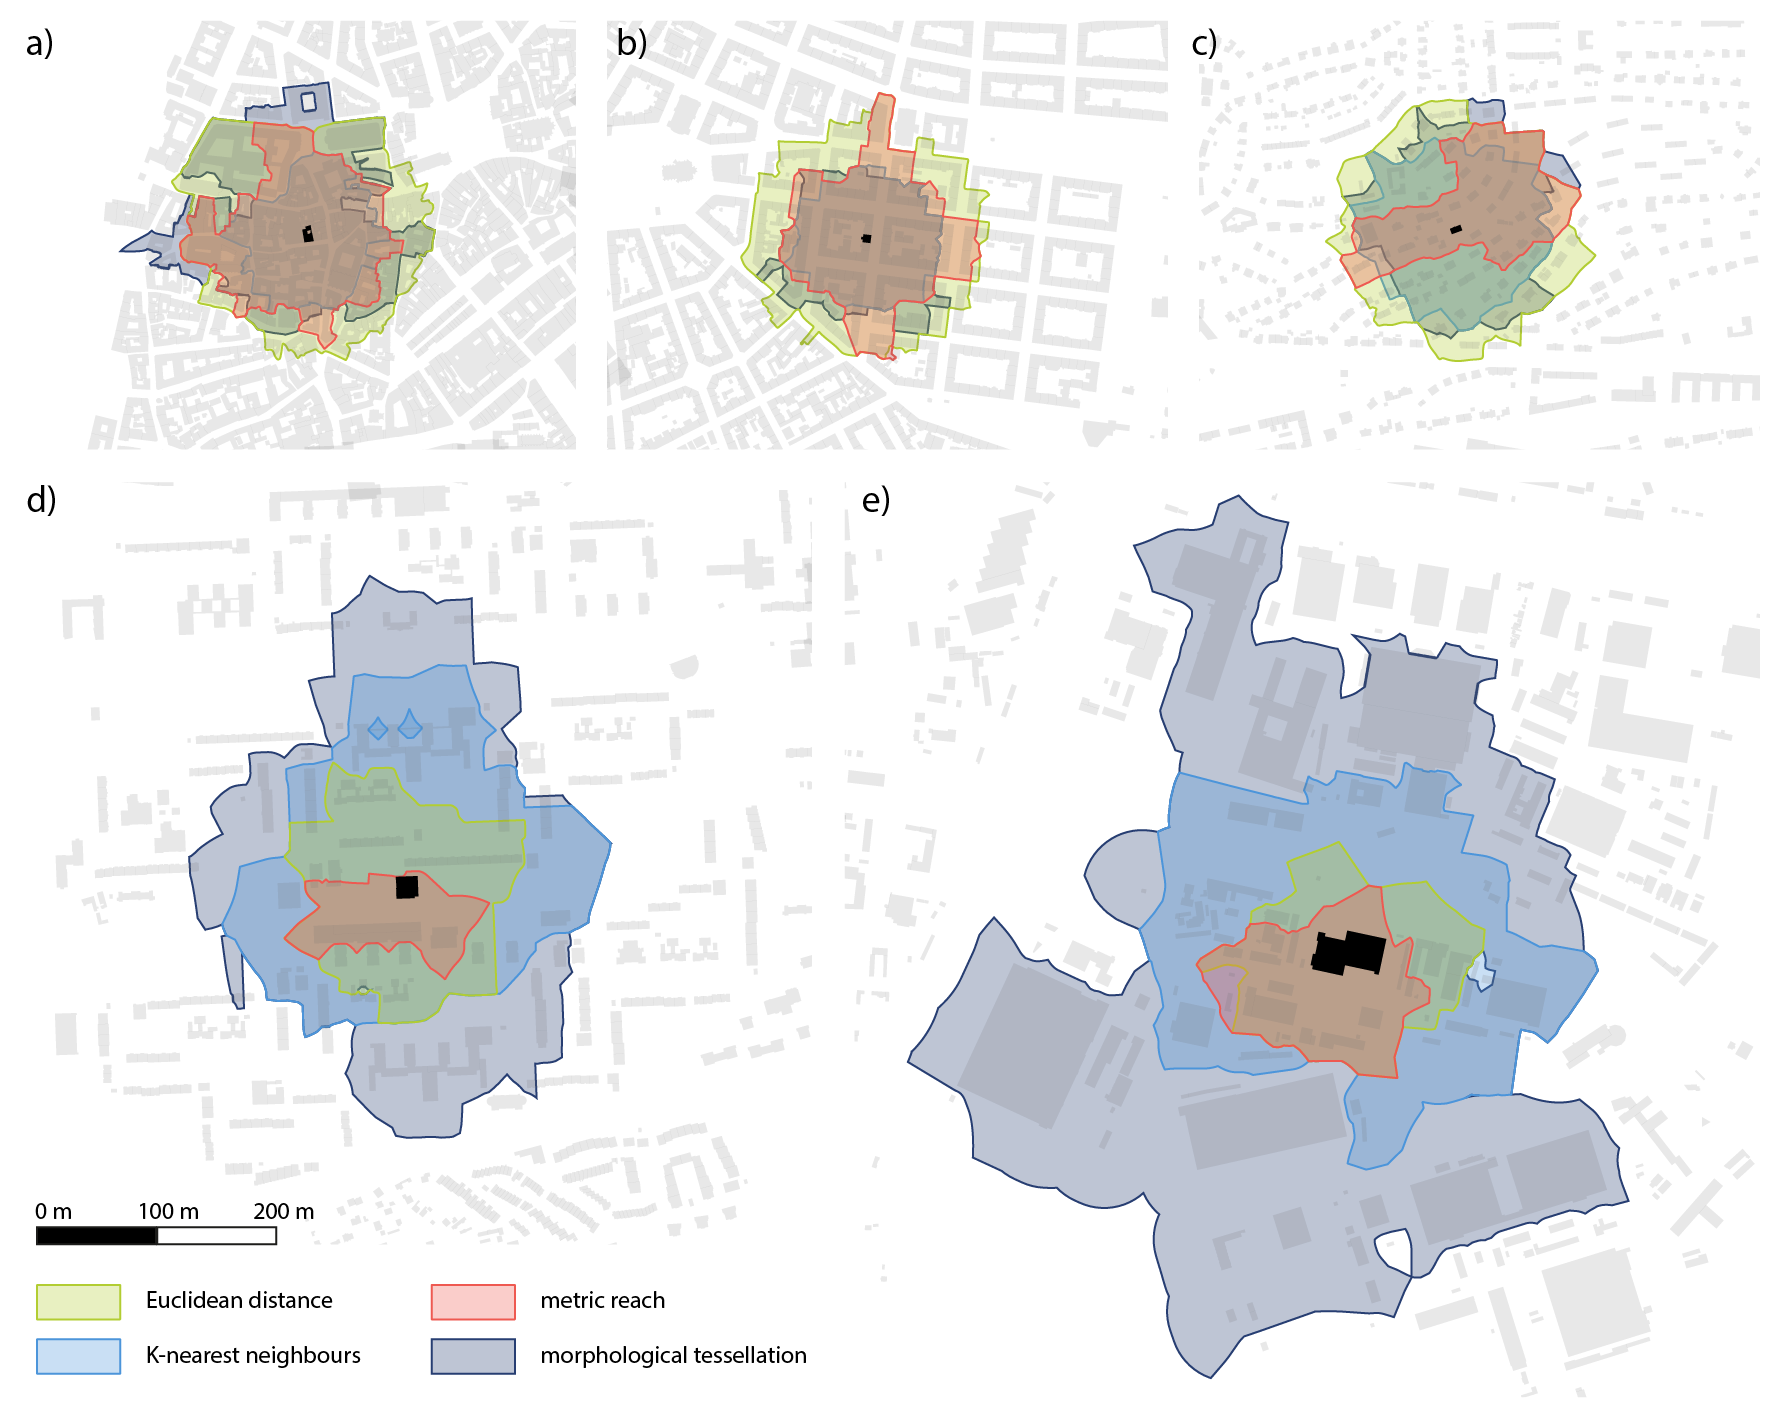 a)
b)
c)
d)
e)
0 m 100 m 200 m
Euclidean distance
metric reach
K-nearest neighbours
morphological tessellation